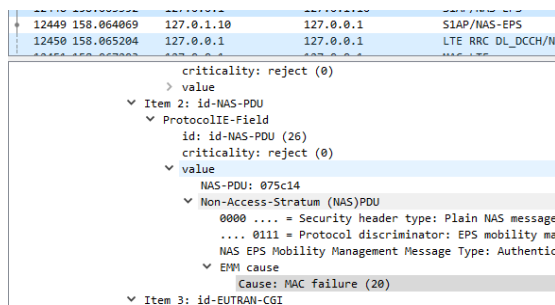 12449 158.064069 127.0.1.10 127.0.0.1 S1AP/NAS-EPS
12450 158.065204 127.0.0.1 127.0.0.1 LTE RRC DL_DCCH/N
criticality: reject (0)
value
Item 2: id-NAS-PDU
ProtocolIE-Field
id: id-NAS-PDU (26)
criticality: reject (0)
value
NAS-PDU: 075c14
Non-Access-Stratum (NAS)PDU
0000 .... = Security header type: Plain NAS message
.... 0111 = Protocol discriminator: EPS mobility ma
NAS EPS Mobility Management Message Type: Authentic
EMM cause
Cause: MAC failure (20)
Item 3: id-EUTRAN-CGI